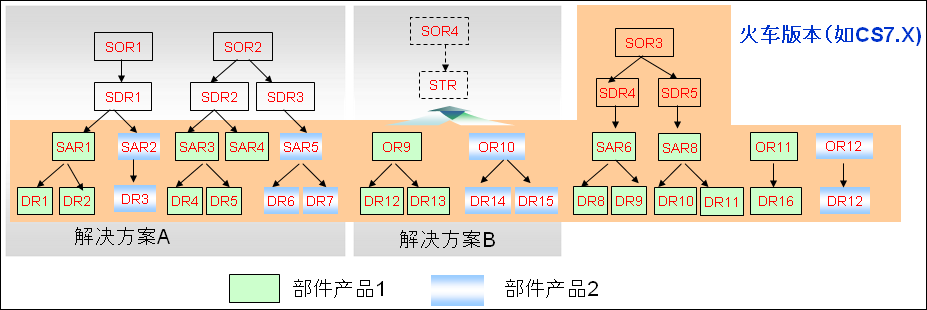 SOR1
SOR2
SOR4
SOR3
火车版本(如CS7.X)
SDR1
SDR2
SDR3
STR
SDR4
SDR5
SAR1
SAR2
SAR3
SAR4
SAR5
OR9
OR10
SAR6
SAR8
OR11
OR12
DR1
DR2
DR3
DR4
DR5
DR6
DR7
DR12
DR13
DR14
DR15
DR8
DR9
DR10
DR11
DR16
DR12
解决方案A
解决方案B
部件产品1
部件产品2